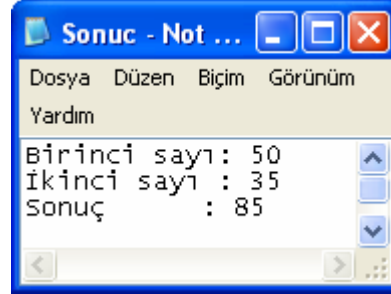 Sonuc - Not ...
Dosya Düzen Biçim Görünüm
Yardım
Birinci sayı: 50
İkinci sayı : 35
Sonuç : 85